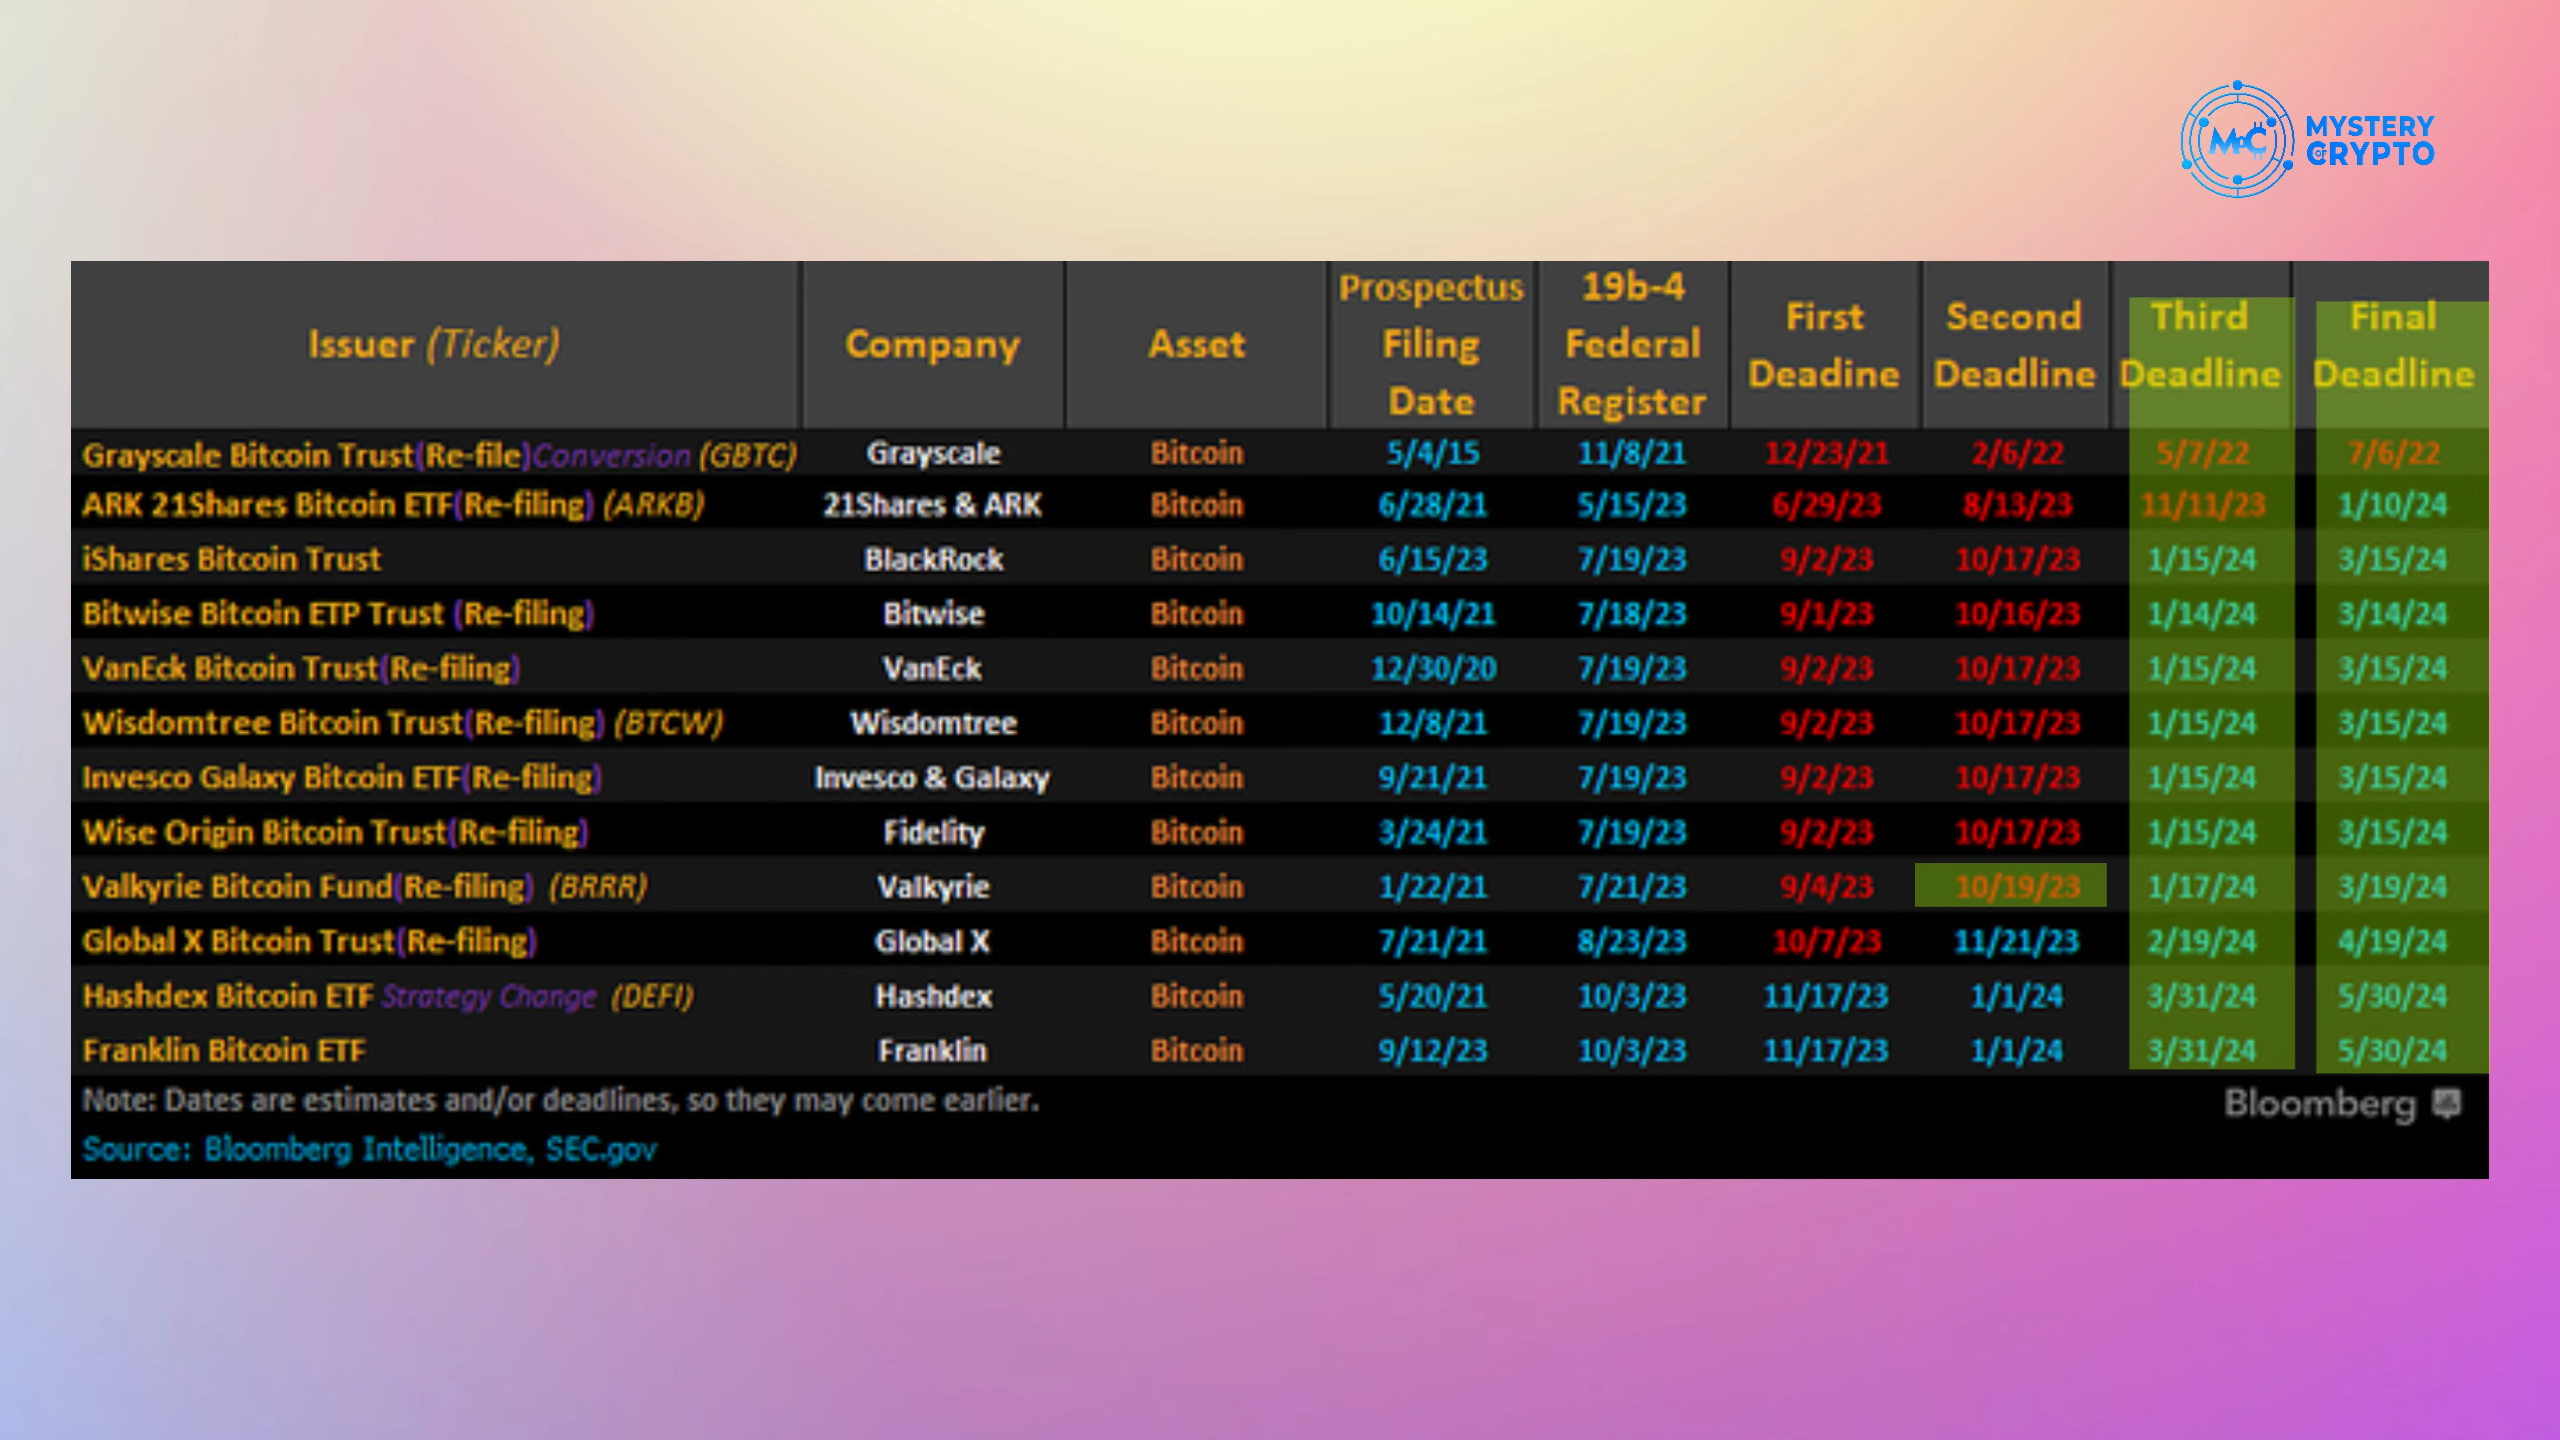 MoC
MYSTERY
OF CRYPTO
Issuer (Ticker) Company Asset Prospectus Filing Date 19b-4 Federal Register First Deadine Second Deadline Third Deadline Final Deadline
Grayscale Bitcoin Trust(Re-file)Conversion (GBTC) Grayscale Bitcoin 5/4/15 11/8/21 12/23/21 2/6/22 5/7/22 7/6/22
ARK 21Shares Bitcoin ETF(Re-filing) (ARKB) 21Shares & ARK Bitcoin 6/28/21 5/15/23 6/29/23 8/13/23 11/11/23 1/10/24
iShares Bitcoin Trust BlackRock Bitcoin 6/15/23 7/19/23 9/2/23 10/17/23 1/15/24 3/15/24
Bitwise Bitcoin ETP Trust (Re-filing) Bitwise Bitcoin 10/14/21 7/18/23 9/1/23 10/16/23 1/14/24 3/14/24
VanEck Bitcoin Trust(Re-filing) VanEck Bitcoin 12/30/20 7/19/23 9/2/23 10/17/23 1/15/24 3/15/24
Wisdomtree Bitcoin Trust(Re-filing) (BTCW) Wisdomtree Bitcoin 12/8/21 7/19/23 9/2/23 10/17/23 1/15/24 3/15/24
Invesco Galaxy Bitcoin ETF(Re-filing) Invesco & Galaxy Bitcoin 9/21/21 7/19/23 9/2/23 10/17/23 1/15/24 3/15/24
Wise Origin Bitcoin Trust(Re-filing) Fidelity Bitcoin 3/24/21 7/19/23 9/2/23 10/17/23 1/15/24 3/15/24
Valkyrie Bitcoin Fund(Re-filing) (BRRR) Valkyrie Bitcoin 1/22/21 7/21/23 9/4/23 10/19/23 1/17/24 3/19/24
Global X Bitcoin Trust(Re-filing) Global X Bitcoin 7/21/21 8/23/23 10/7/23 11/21/23 2/19/24 4/19/24
Hashdex Bitcoin ETF Strategy Change (DEFI) Hashdex Bitcoin 5/20/21 10/3/23 11/17/23 1/1/24 3/31/24 5/30/24
Franklin Bitcoin ETF Franklin Bitcoin 9/12/23 10/3/23 11/17/23 1/1/24 3/31/24 5/30/24
Note: Dates are estimates and/or deadlines, so they may come earlier.
Bloomberg
Source: Bloomberg Intelligence, SEC.gov